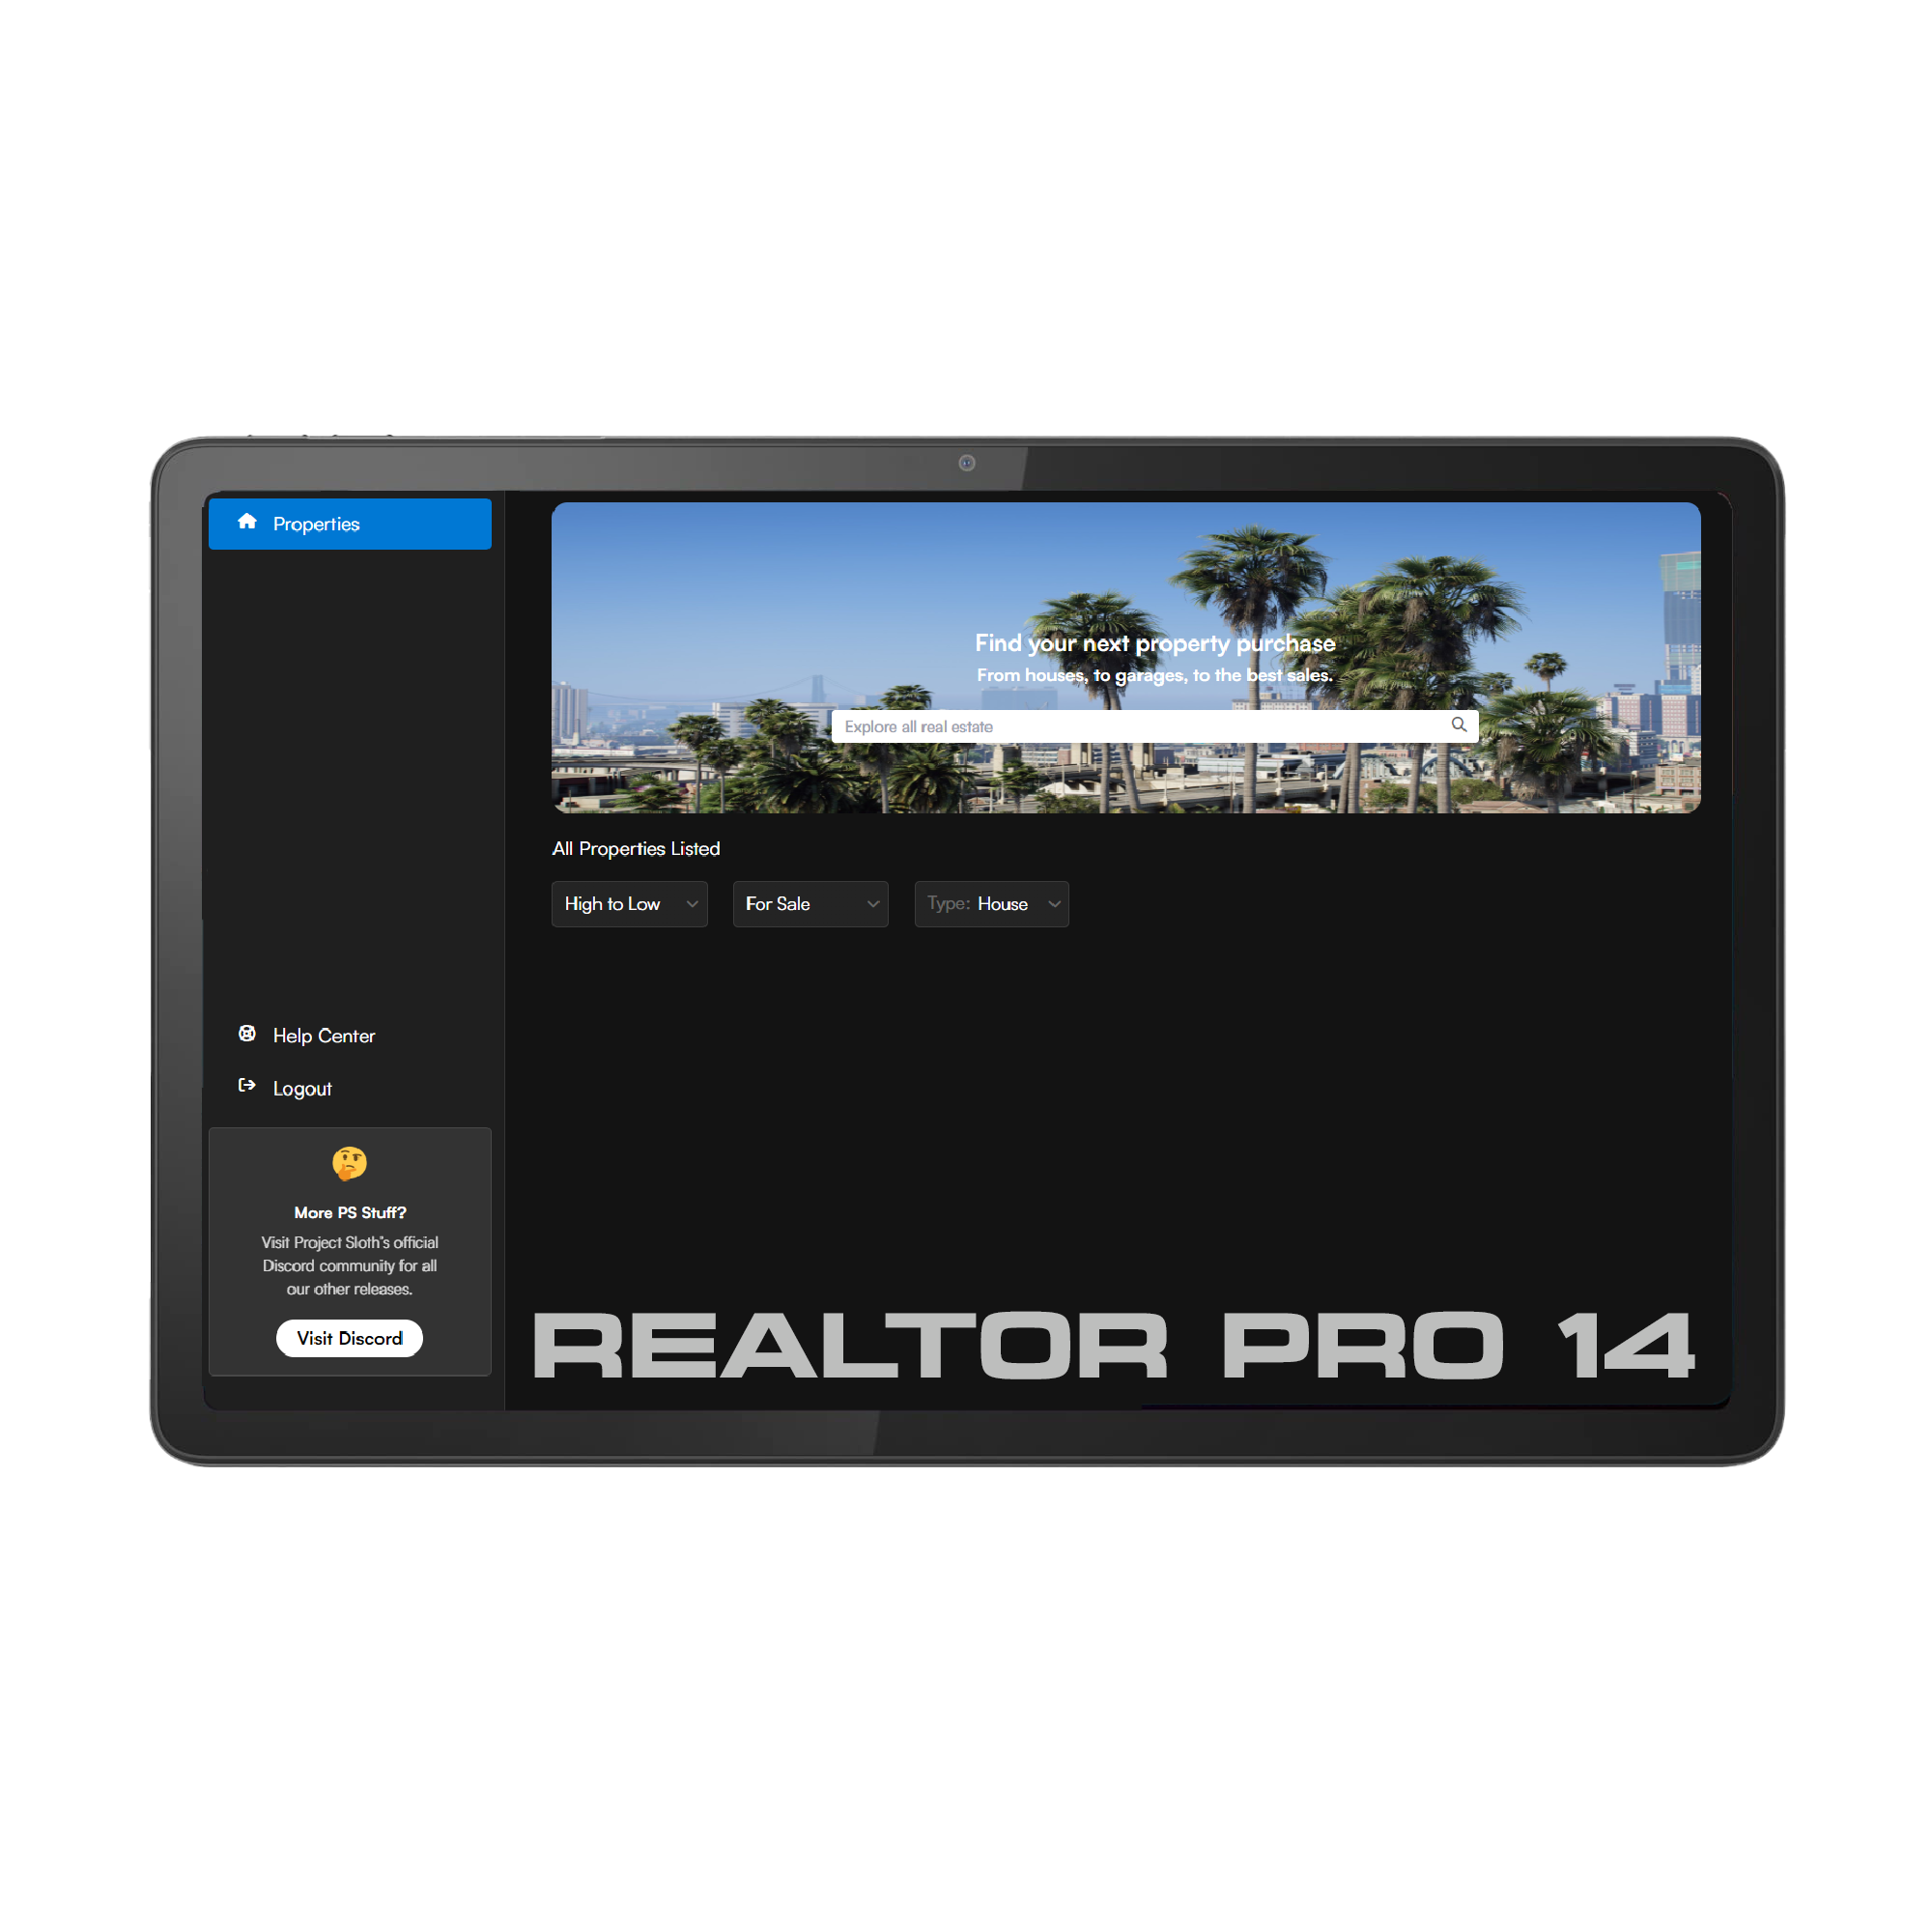 Properties
Find your next property purchase
From houses, to garages, to the best sales.
Explore all real estate
All Properties Listed
High to Low
For Sale
Type: House
Help Center
Logout
More PS Stuff?
Visit Project Sloth's official
Discord community for all
our other releases.
Visit Discord
REALTOR PRO 14